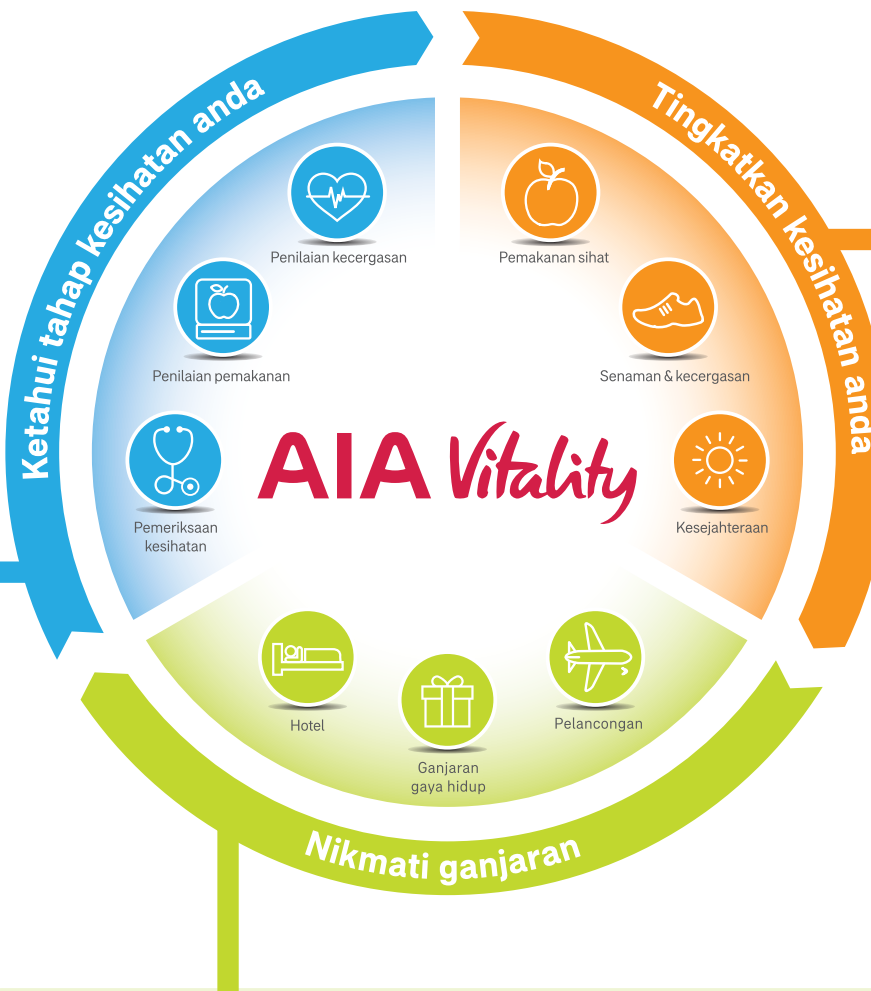 Ketahui tahap kesihatan anda
Penilaian kecergasan
Penilaian pemakanan
Pemeriksaan
kesihatan
Tingkatkan kesihatan anda
Pemakanan sihat
Senaman & kecergasan
Kesejahteraan
AIA Vitality
Hotel
Ganjaran
gaya hidup
Pelancongan
Nikmati ganjaran